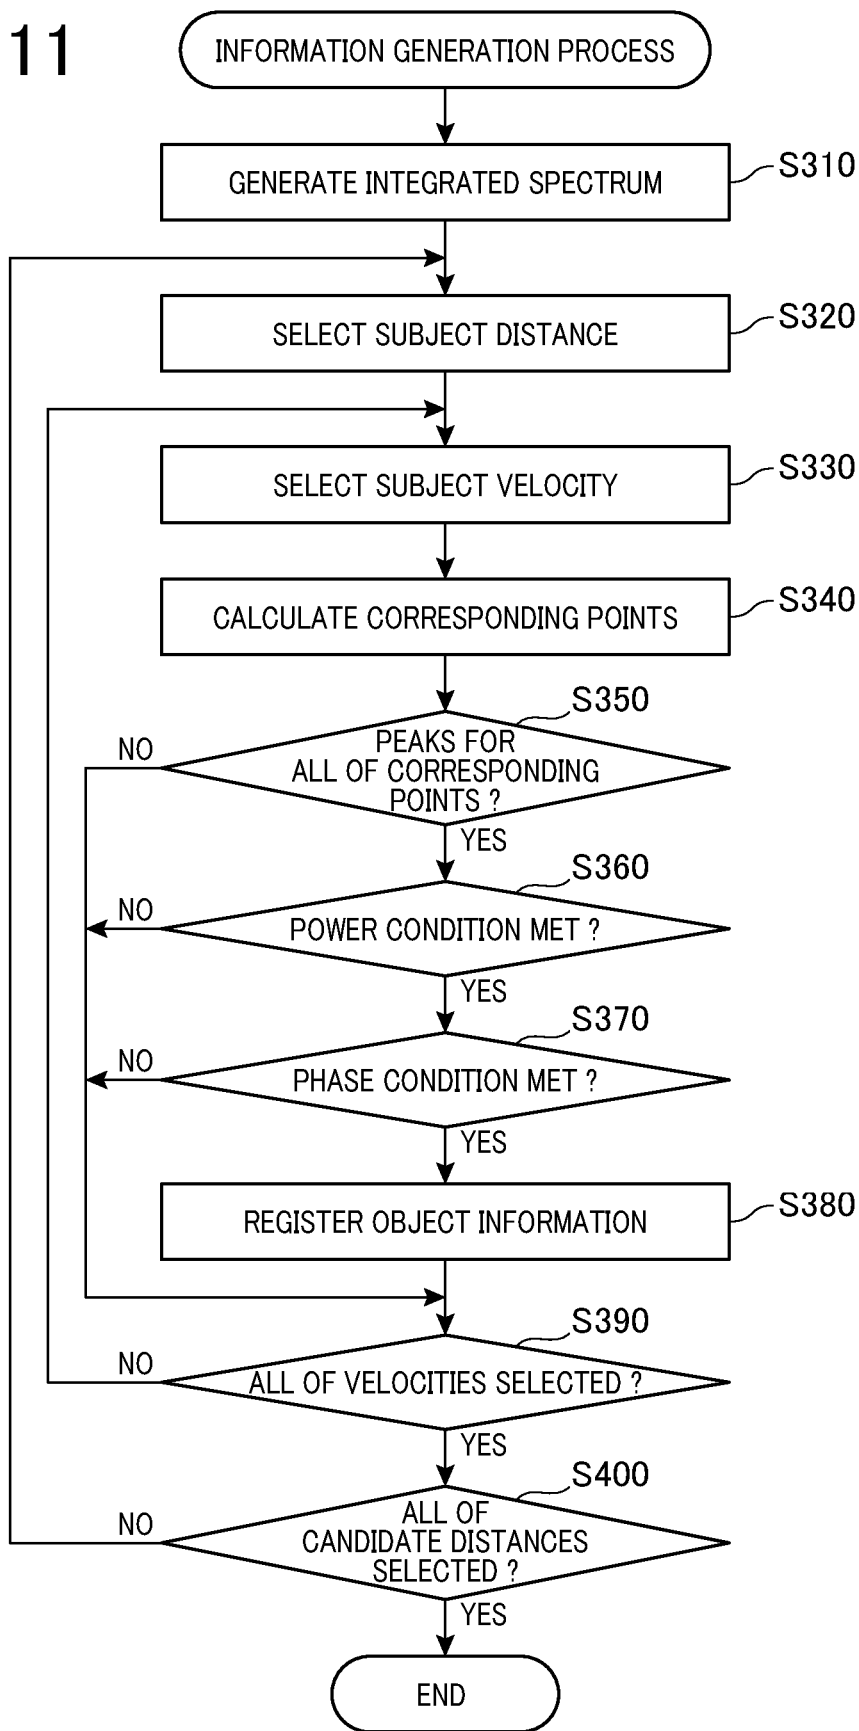 11
INFORMATION GENERATION PROCESS
GENERATE INTEGRATED SPECTRUM
S310
SELECT SUBJECT DISTANCE
S320
SELECT SUBJECT VELOCITY
S330
CALCULATE CORRESPONDING POINTS
S340
S350
NO
PEAKS FOR
ALL OF CORRESPONDING
POINTS ?
YES
S360
NO
POWER CONDITION MET ?
YES
S370
NO
PHASE CONDITION MET ?
YES
REGISTER OBJECT INFORMATION
S380
S390
NO
ALL OF VELOCITIES SELECTED ?
YES
S400
NO
ALL OF
CANDIDATE DISTANCES
SELECTED ?
YES
END